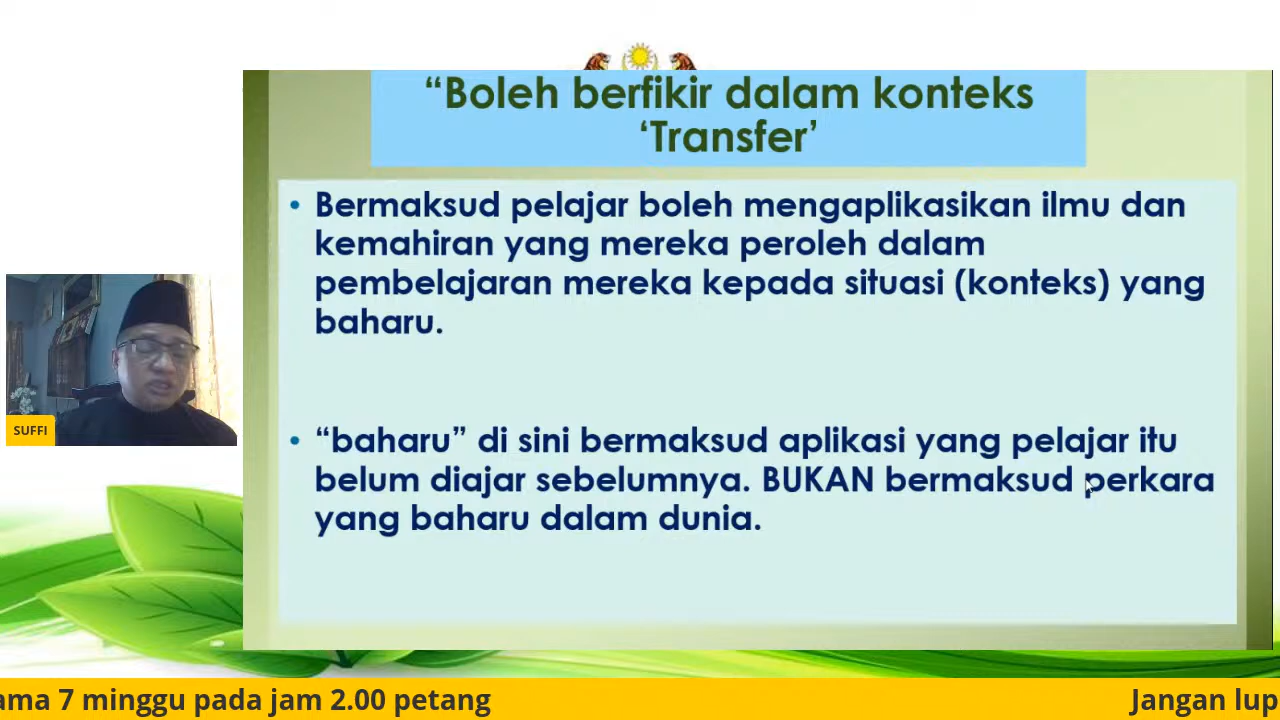 “Boleh berfikir dalam konteks
‘Transfer’
• Bermaksud pelajar boleh mengaplikasikan ilmu dan
kemahiran yang mereka peroleh dalam
pembelajaran mereka kepada situasi (konteks) yang
baharu.
• “baharu” di sini bermaksud aplikasi yang pelajar itu
belum diajar sebelumnya. BUKAN bermaksud perkara
yang baharu dalam dunia.
SUFFI
ama 7 minggu pada jam 2.00 petang
Jangan lup